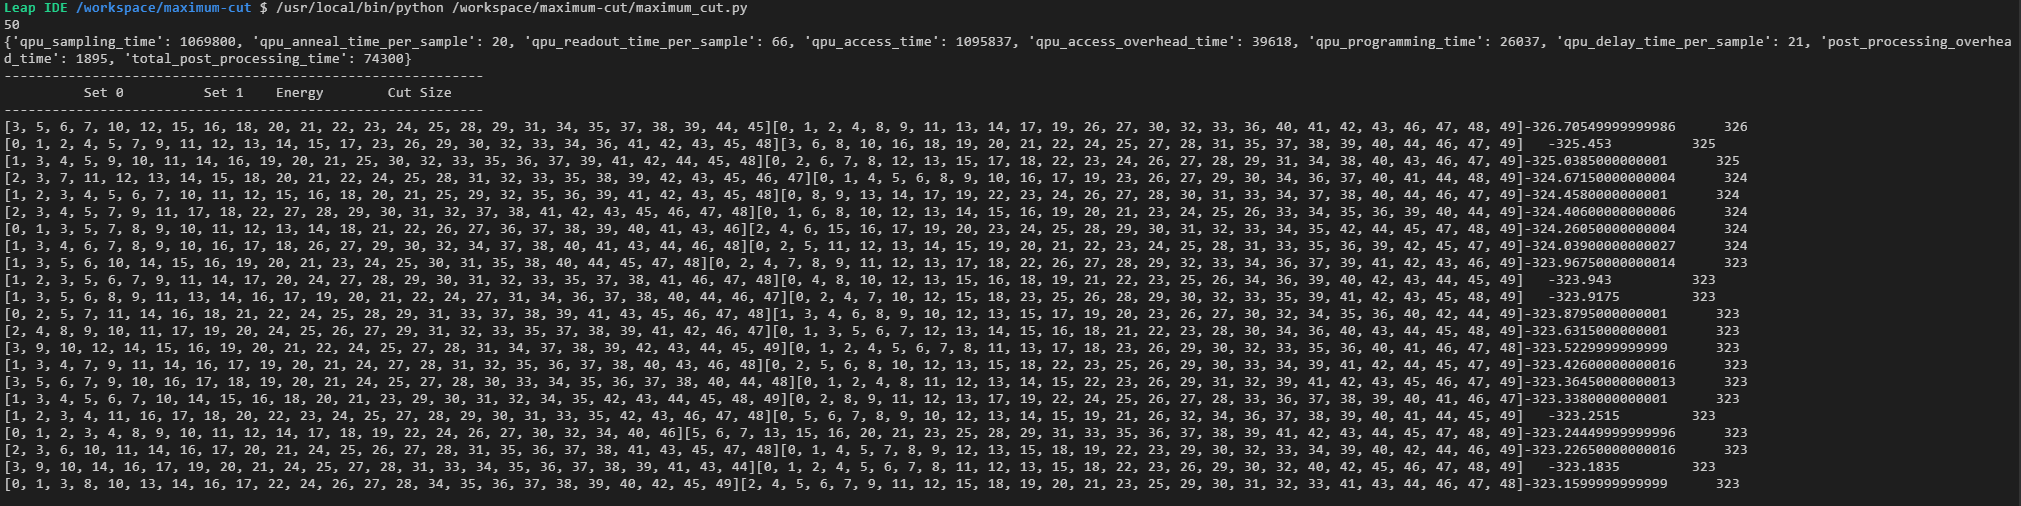 Leap IDE /workspace/maximum-cut $ /usr/local/bin/python /workspace/maximum-cut/maximum_cut.py
50
{'qpu_sampling_time': 1069800, 'qpu_anneal_time_per_sample': 20, 'qpu_readout_time_per_sample': 66, 'qpu_access_time': 1095837, 'qpu_access_overhead_time': 39618, 'qpu_programming_time': 26037, 'qpu_delay_time_per_sample': 21, 'post_processing_overhea
d_time': 1895, 'total_post_processing_time': 74300}
------------------------------------------------------------
          Set 0          Set 1    Energy        Cut Size
------------------------------------------------------------
[3, 5, 6, 7, 10, 12, 15, 16, 18, 20, 21, 22, 23, 24, 25, 28, 29, 31, 34, 35, 37, 38, 39, 44, 45][0, 1, 2, 4, 8, 9, 11, 13, 14, 17, 19, 26, 27, 30, 32, 33, 36, 40, 41, 42, 43, 46, 47, 48, 49]-326.70549999999986      326
[0, 1, 2, 4, 5, 7, 9, 11, 12, 13, 14, 15, 17, 23, 26, 29, 30, 32, 33, 34, 36, 41, 42, 43, 45, 48][3, 6, 8, 10, 16, 18, 19, 20, 21, 22, 24, 25, 27, 28, 31, 35, 37, 38, 39, 40, 44, 46, 47, 49]   -325.453          325
[1, 3, 4, 5, 9, 10, 11, 14, 16, 19, 20, 21, 25, 30, 32, 33, 35, 36, 37, 39, 41, 42, 44, 45, 48][0, 2, 6, 7, 8, 12, 13, 15, 17, 18, 22, 23, 24, 26, 27, 28, 29, 31, 34, 38, 40, 43, 46, 47, 49]-325.0385000000001      325
[2, 3, 7, 11, 12, 13, 14, 15, 18, 20, 21, 22, 24, 25, 28, 31, 32, 33, 35, 38, 39, 42, 43, 45, 46, 47][0, 1, 4, 5, 6, 8, 9, 10, 16, 17, 19, 23, 26, 27, 29, 30, 34, 36, 37, 40, 41, 44, 48, 49]-324.67150000000004      324
[1, 2, 3, 4, 5, 6, 7, 10, 11, 12, 15, 16, 18, 20, 21, 25, 29, 32, 35, 36, 39, 41, 42, 43, 45, 48][0, 8, 9, 13, 14, 17, 19, 22, 23, 24, 26, 27, 28, 30, 31, 33, 34, 37, 38, 40, 44, 46, 47, 49]-324.4580000000001      324
[2, 3, 4, 5, 7, 9, 11, 17, 18, 22, 27, 28, 29, 30, 31, 32, 37, 38, 41, 42, 43, 45, 46, 47, 48][0, 1, 6, 8, 10, 12, 13, 14, 15, 16, 19, 20, 21, 23, 24, 25, 26, 33, 34, 35, 36, 39, 40, 44, 49]-324.40600000000006      324
[0, 1, 3, 5, 7, 8, 9, 10, 11, 12, 13, 14, 18, 21, 22, 26, 27, 36, 37, 38, 39, 40, 41, 43, 46][2, 4, 6, 15, 16, 17, 19, 20, 23, 24, 25, 28, 29, 30, 31, 32, 33, 34, 35, 42, 44, 45, 47, 48, 49]-324.26050000000004      324
[1, 3, 4, 6, 7, 8, 9, 10, 16, 17, 18, 26, 27, 29, 30, 32, 34, 37, 38, 40, 41, 43, 44, 46, 48][0, 2, 5, 11, 12, 13, 14, 15, 19, 20, 21, 22, 23, 24, 25, 28, 31, 33, 35, 36, 39, 42, 45, 47, 49]-324.03900000000027      324
[1, 3, 5, 6, 10, 14, 15, 16, 19, 20, 21, 23, 24, 25, 30, 31, 35, 38, 40, 44, 45, 47, 48][0, 2, 4, 7, 8, 9, 11, 12, 13, 17, 18, 22, 26, 27, 28, 29, 32, 33, 34, 36, 37, 39, 41, 42, 43, 46, 49]-323.96750000000014      323
[1, 2, 3, 5, 6, 7, 9, 11, 14, 17, 20, 24, 27, 28, 29, 30, 31, 32, 33, 35, 37, 38, 41, 46, 47, 48][0, 4, 8, 10, 12, 13, 15, 16, 18, 19, 21, 22, 23, 25, 26, 34, 36, 39, 40, 42, 43, 44, 45, 49]   -323.943          323
[1, 3, 5, 6, 8, 9, 11, 13, 14, 16, 17, 19, 20, 21, 22, 24, 27, 31, 34, 36, 37, 38, 40, 44, 46, 47][0, 2, 4, 7, 10, 12, 15, 18, 23, 25, 26, 28, 29, 30, 32, 33, 35, 39, 41, 42, 43, 45, 48, 49]   -323.9175         323
[0, 2, 5, 7, 11, 14, 16, 18, 21, 22, 24, 25, 28, 29, 31, 33, 37, 38, 39, 41, 43, 45, 46, 47, 48][1, 3, 4, 6, 8, 9, 10, 12, 13, 15, 17, 19, 20, 23, 26, 27, 30, 32, 34, 35, 36, 40, 42, 44, 49]-323.8795000000001      323
[2, 4, 8, 9, 10, 11, 17, 19, 20, 24, 25, 26, 27, 29, 31, 32, 33, 35, 37, 38, 39, 41, 42, 46, 47][0, 1, 3, 5, 6, 7, 12, 13, 14, 15, 16, 18, 21, 22, 23, 28, 30, 34, 36, 40, 43, 44, 45, 48, 49]-323.6315000000001      323
[3, 9, 10, 12, 14, 15, 16, 19, 20, 21, 22, 24, 25, 27, 28, 31, 34, 37, 38, 39, 42, 43, 44, 45, 49][0, 1, 2, 4, 5, 6, 7, 8, 11, 13, 17, 18, 23, 26, 29, 30, 32, 33, 35, 36, 40, 41, 46, 47, 48]-323.5229999999999      323
[1, 3, 4, 7, 9, 11, 14, 16, 17, 19, 20, 21, 24, 27, 28, 31, 32, 35, 36, 37, 38, 40, 43, 46, 48][0, 2, 5, 6, 8, 10, 12, 13, 15, 18, 22, 23, 25, 26, 29, 30, 33, 34, 39, 41, 42, 44, 45, 47, 49]-323.42600000000016      323
[3, 5, 6, 7, 9, 10, 16, 17, 18, 19, 20, 21, 24, 25, 27, 28, 30, 33, 34, 35, 36, 37, 38, 40, 44, 48][0, 1, 2, 4, 8, 11, 12, 13, 14, 15, 22, 23, 26, 29, 31, 32, 39, 41, 42, 43, 45, 46, 47, 49]-323.36450000000013      323
[1, 3, 4, 5, 6, 7, 10, 14, 15, 16, 18, 20, 21, 23, 29, 30, 31, 32, 34, 35, 42, 43, 44, 45, 48, 49][0, 2, 8, 9, 11, 12, 13, 17, 19, 22, 24, 25, 26, 27, 28, 33, 36, 37, 38, 39, 40, 41, 46, 47]-323.3380000000001      323
[1, 2, 3, 4, 11, 16, 17, 18, 20, 22, 23, 24, 25, 27, 28, 29, 30, 31, 33, 35, 42, 43, 46, 47, 48][0, 5, 6, 7, 8, 9, 10, 12, 13, 14, 15, 19, 21, 26, 32, 34, 36, 37, 38, 39, 40, 41, 44, 45, 49]   -323.2515         323
[0, 1, 2, 3, 4, 8, 9, 10, 11, 12, 14, 17, 18, 19, 22, 24, 26, 27, 30, 32, 34, 40, 46][5, 6, 7, 13, 15, 16, 20, 21, 23, 25, 28, 29, 31, 33, 35, 36, 37, 38, 39, 41, 42, 43, 44, 45, 47, 48, 49]-323.24449999999996      323
[2, 3, 6, 10, 11, 14, 16, 17, 20, 21, 24, 25, 26, 27, 28, 31, 35, 36, 37, 38, 41, 43, 45, 47, 48][0, 1, 4, 5, 7, 8, 9, 12, 13, 15, 18, 19, 22, 23, 29, 30, 32, 33, 34, 39, 40, 42, 44, 46, 49]-323.22650000000016      323
[3, 9, 10, 14, 16, 17, 19, 20, 21, 24, 25, 27, 28, 31, 33, 34, 35, 36, 37, 38, 39, 41, 43, 44][0, 1, 2, 4, 5, 6, 7, 8, 11, 12, 13, 15, 18, 22, 23, 26, 29, 30, 32, 40, 42, 45, 46, 47, 48, 49]   -323.1835         323
[0, 1, 3, 8, 10, 13, 14, 16, 17, 22, 24, 26, 27, 28, 34, 35, 36, 37, 38, 39, 40, 42, 45, 49][2, 4, 5, 6, 7, 9, 11, 12, 15, 18, 19, 20, 21, 23, 25, 29, 30, 31, 32, 33, 41, 43, 44, 46, 47, 48]-323.1599999999999      323